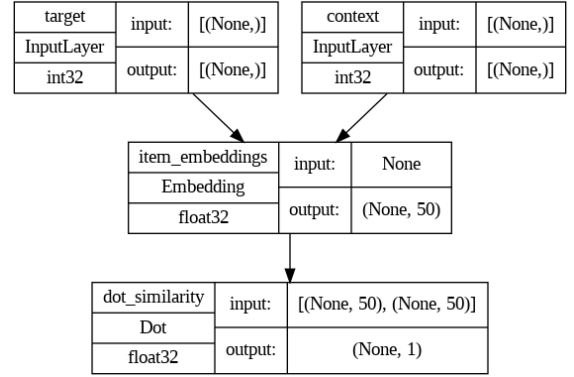 target
InputLayer
int32
input:
[(None,)]
output:
[(None,)]
context
InputLayer
int32
input:
[(None,)]
output:
[(None,)]
item_embeddings
Embedding
float32
input:
None
output:
(None, 50)
dot_similarity
Dot
float32
input:
[(None, 50), (None, 50)]
output:
(None, 1)